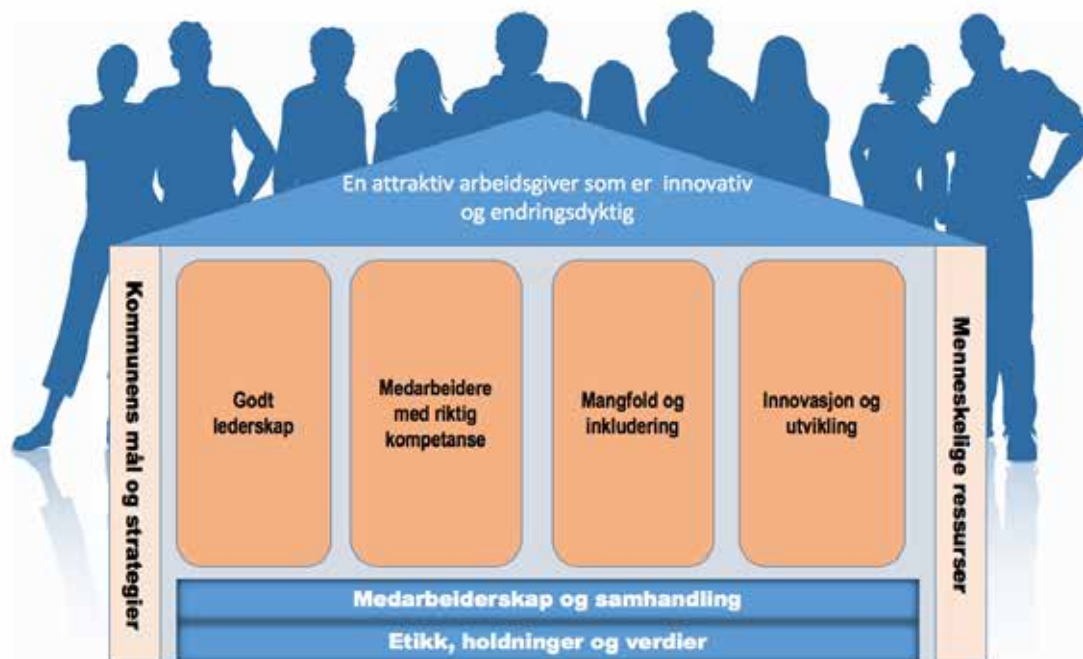 En attraktiv arbeidsgiver som er innovativ
og endringsdyktig
Kommunens mål og strategier
Godt
lederskap
Medarbeidere
med riktig
kompetanse
Mangfold og
inkludering
Innovasjon og
utvikling
Menneskelige ressurser
Medarbeiderskap og samhandling
Etikk, holdninger og verdier